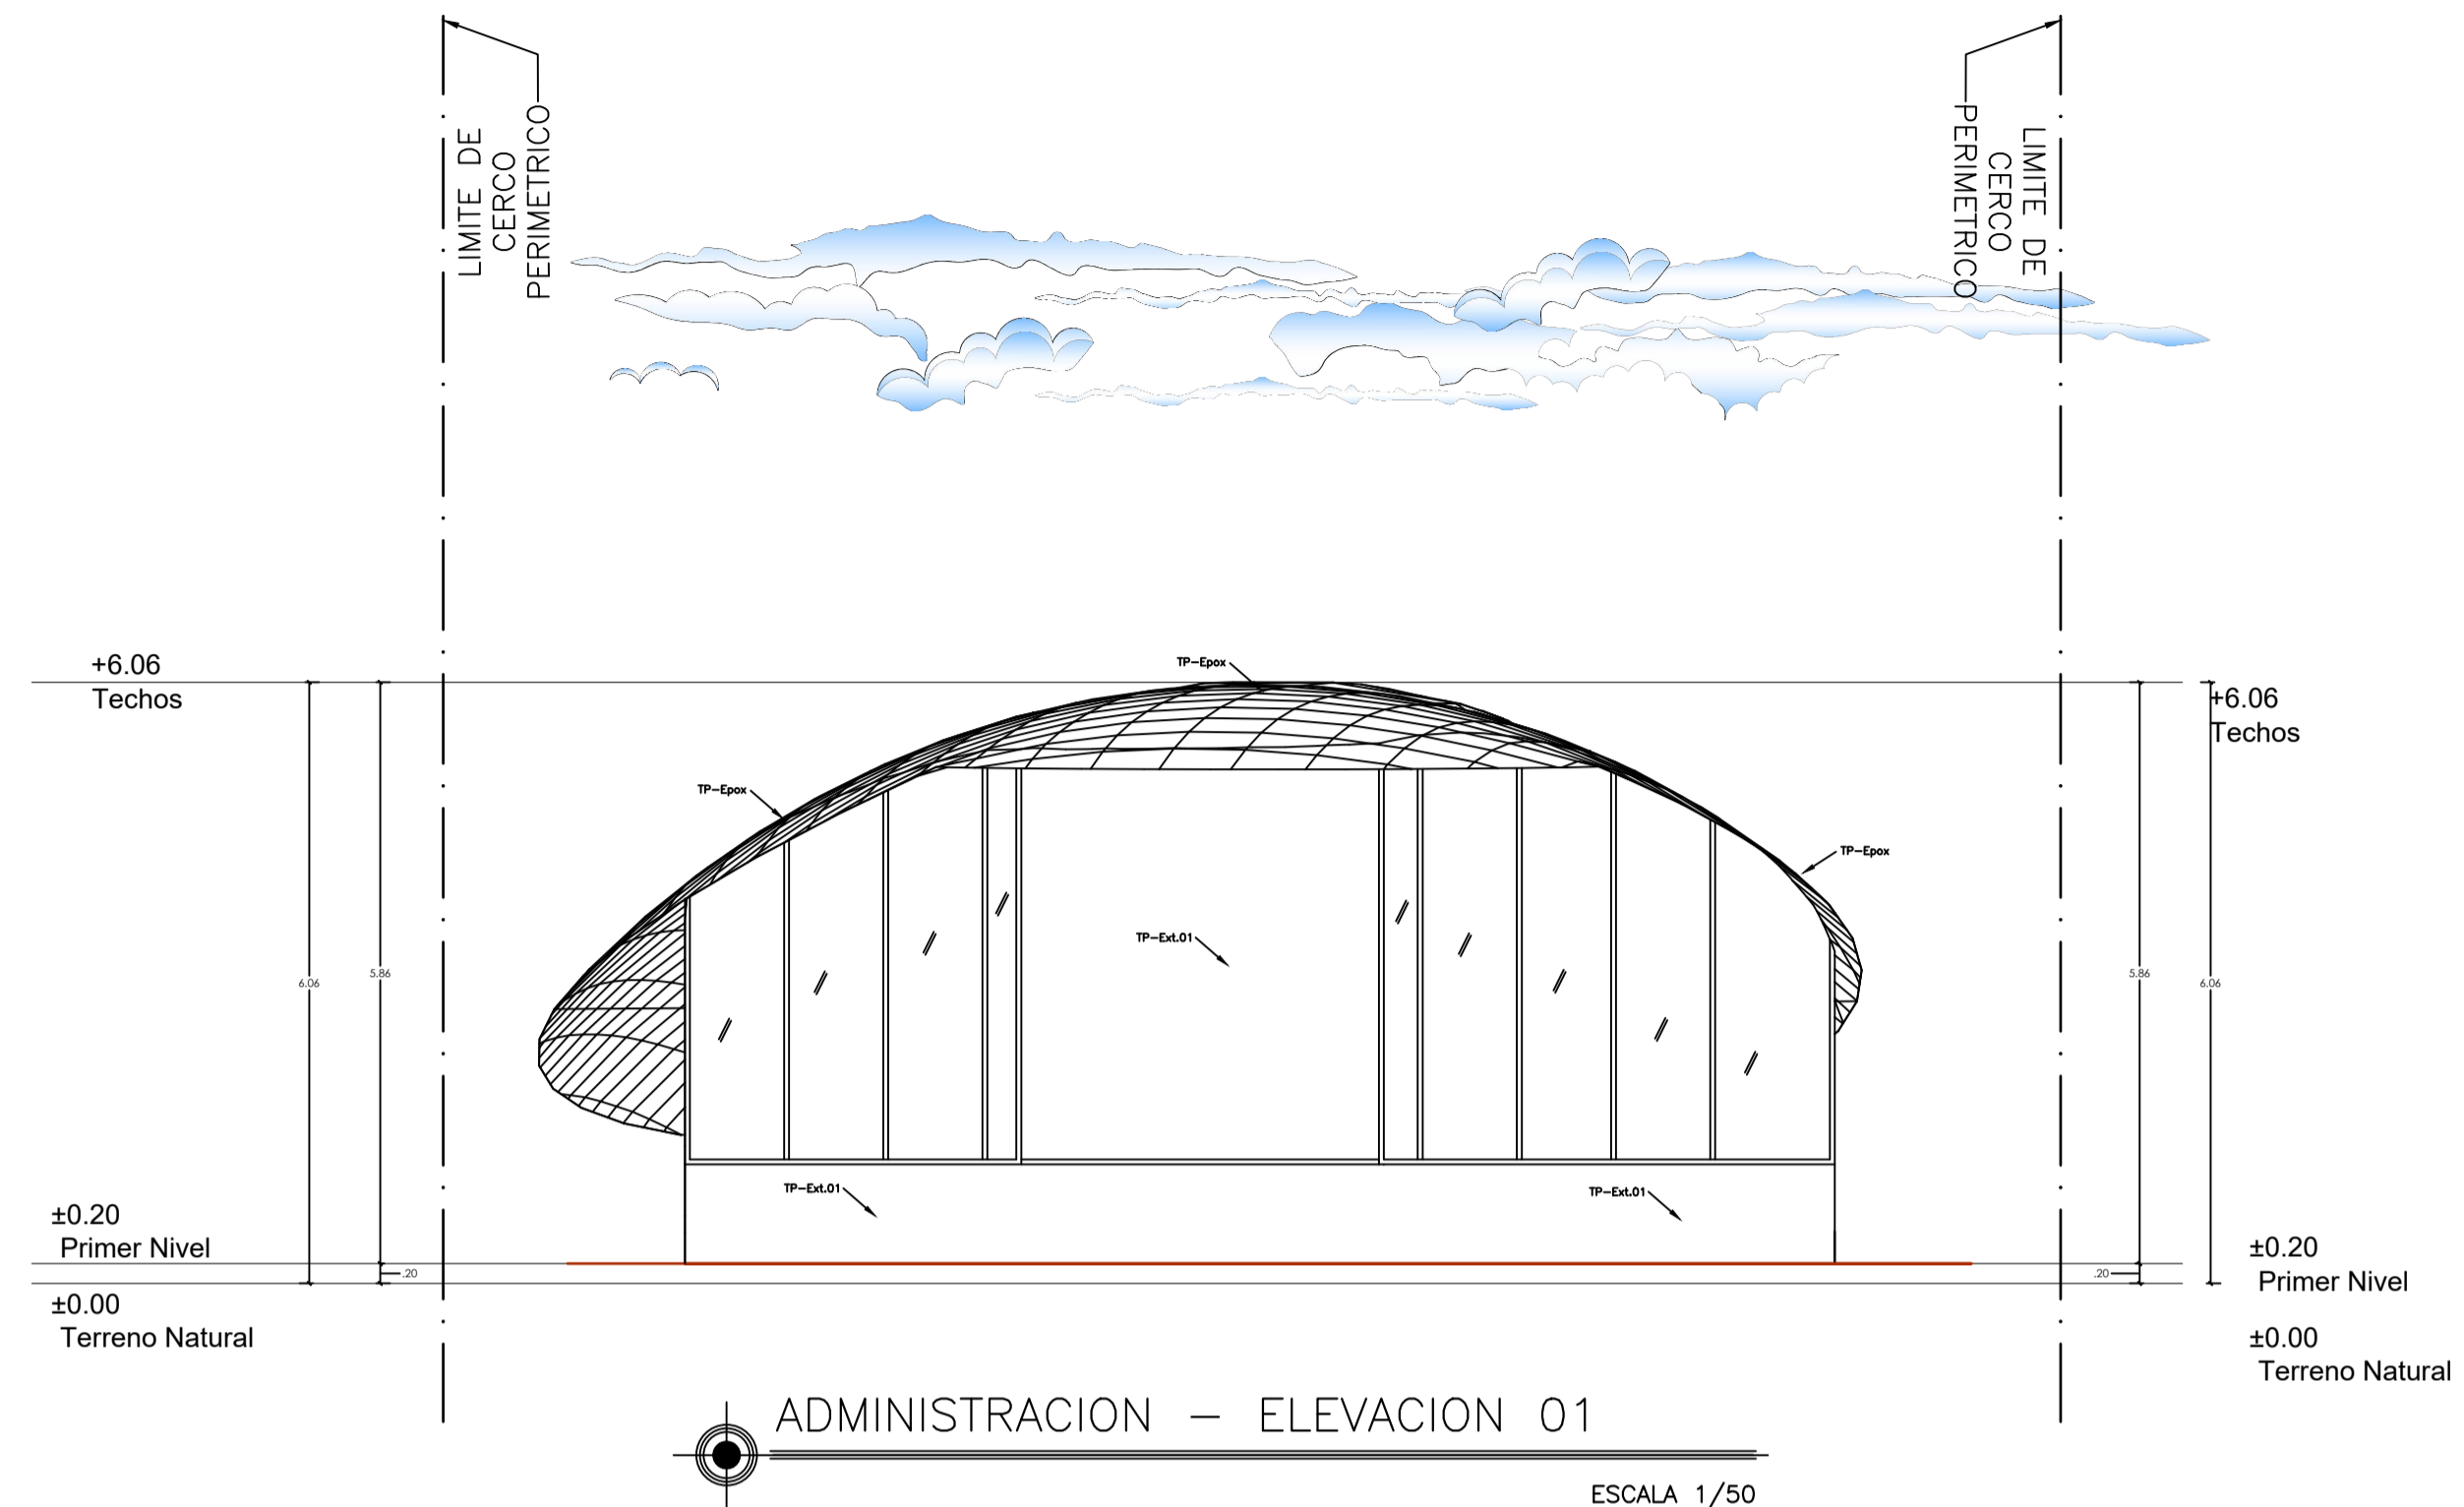 LIMITE DE
CERCO
PERIMETRICO
LIMITE DE
CERCO
PERIMETRICO
+6.06
Techos
+6.06
Techos
TP-Epox
TP-Epox
TP-Epox
TP-Ext.01
6.06
5.86
5.86
6.06
TP-Ext.01
TP-Ext.01
±0.20
Primer Nivel
±0.20
Primer Nivel
.20
.20
±0.00
Terreno Natural
±0.00
Terreno Natural
ADMINISTRACION - ELEVACION 01
ESCALA 1/50